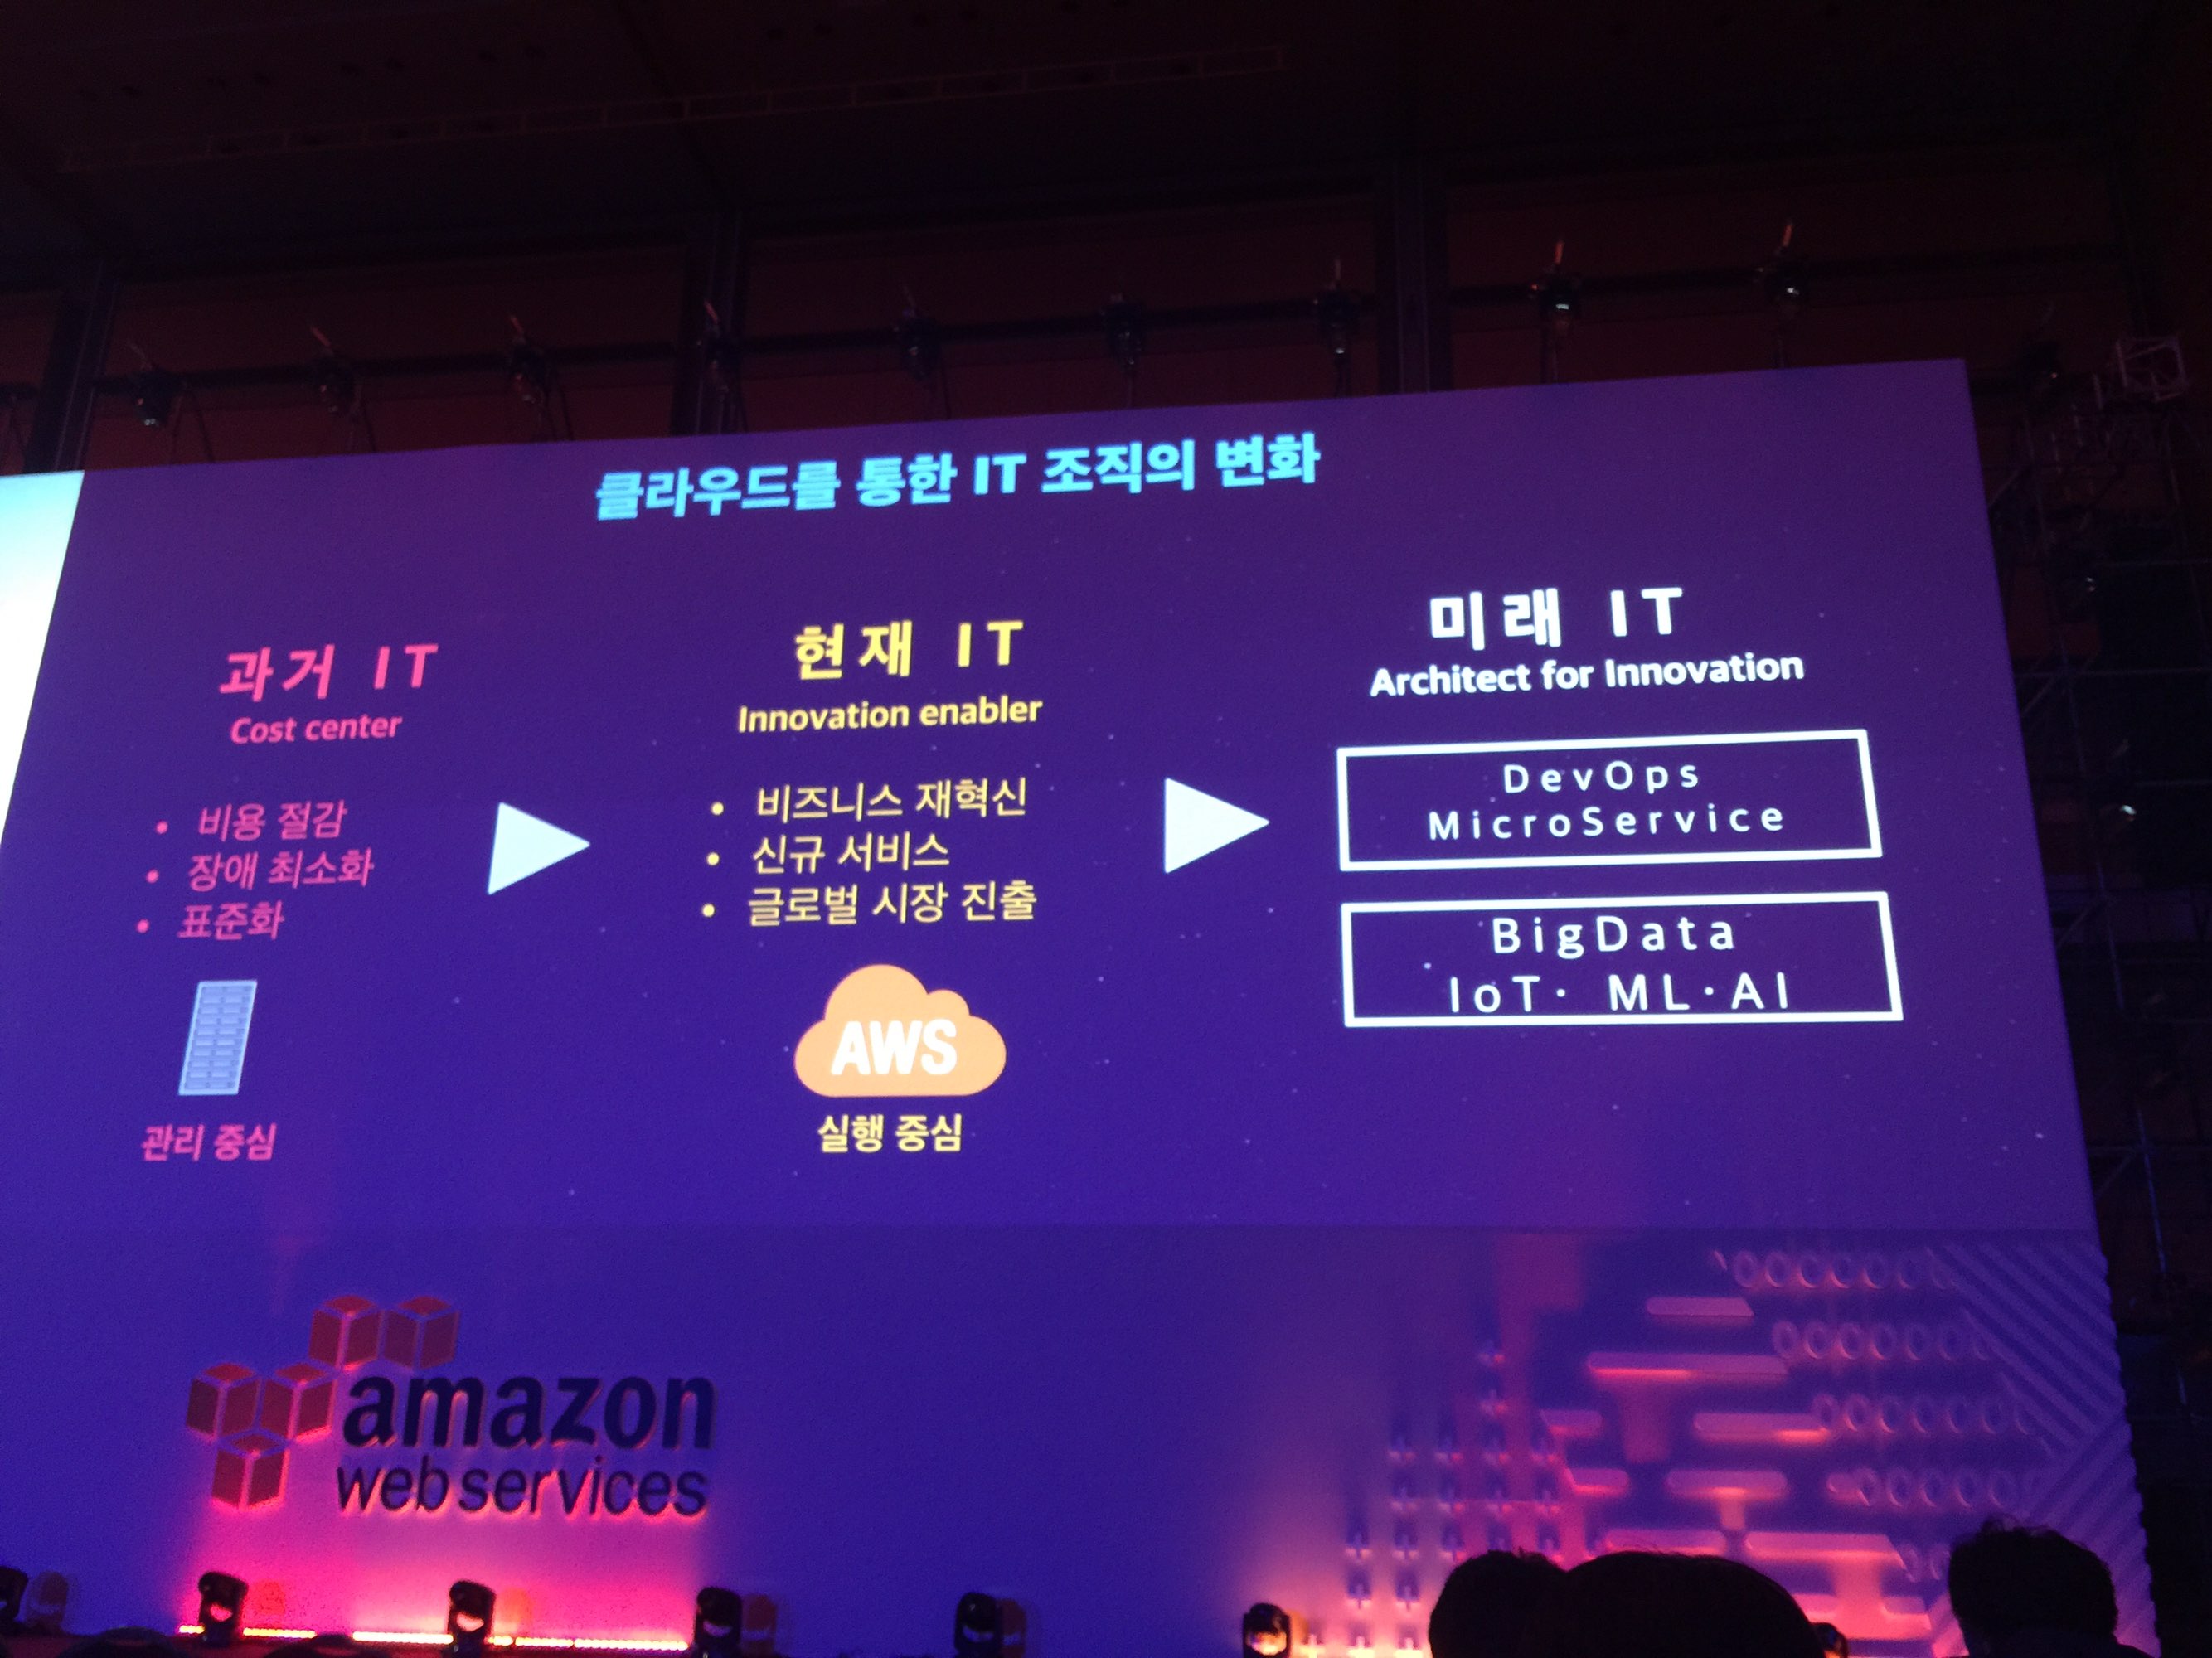 클라우드를 통한 IT 조직의 변화
과거 IT
Cost center
• 비용 절감
• 장애 최소화
• 표준화
관리 중심
현재 IT
Innovation enabler
• 비즈니스 재혁신
• 신규 서비스
• 글로벌 시장 진출
AWS
실행 중심
미래 IT
Architect for Innovation
DevOps
MicroService
BigData
IoT· ML·AI
amazon
web services